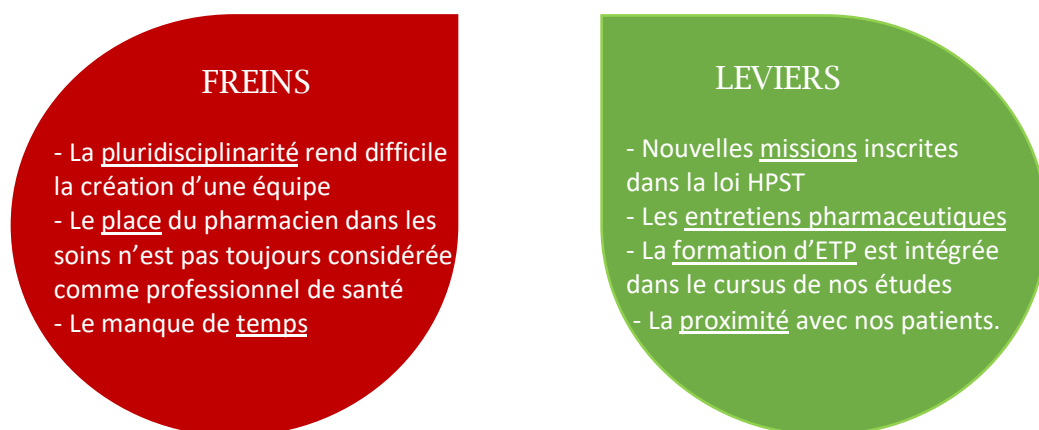 FREINS
- La pluridisciplinarité rend difficile
la création d’une équipe
- Le place du pharmacien dans les
soins n’est pas toujours considérée
comme professionnel de santé
- Le manque de temps
LEVIERS
- Nouvelles missions inscrites
dans la loi HPST
- Les entretiens pharmaceutiques
- La formation d’ETP est intégrée
dans le cursus de nos études
- La proximité avec nos patients.